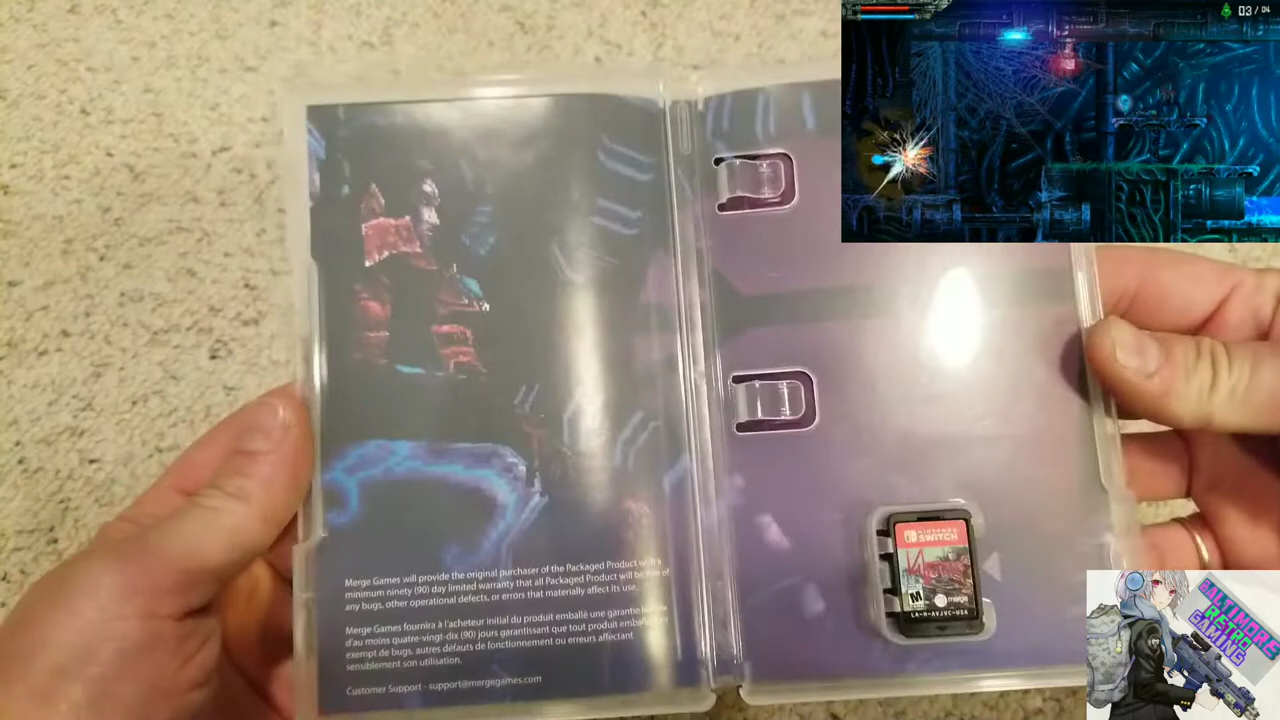 03 / 04
Merge Games will provide the original purchaser of the Packaged Product with a
minimum ninety (90) day limited warranty that all Packaged Product will be free of
any bugs, other operational defects, or errors that materially affect its use.
Merge Games fournira à l'acheteur initial du produit emballé une garantie
d'au moins quatre-vingt-dix (90) jours garantissant que tout produit emballé
exempt de bugs, autres défauts de fonctionnement ou erreurs affectant
sensiblement son utilisation.
Customer Support - support@mergegames.com
NINTENDO
SWITCH
M
merge
LA-H-AVJVC-USA
BALTIMORE
RETRO
GAMING